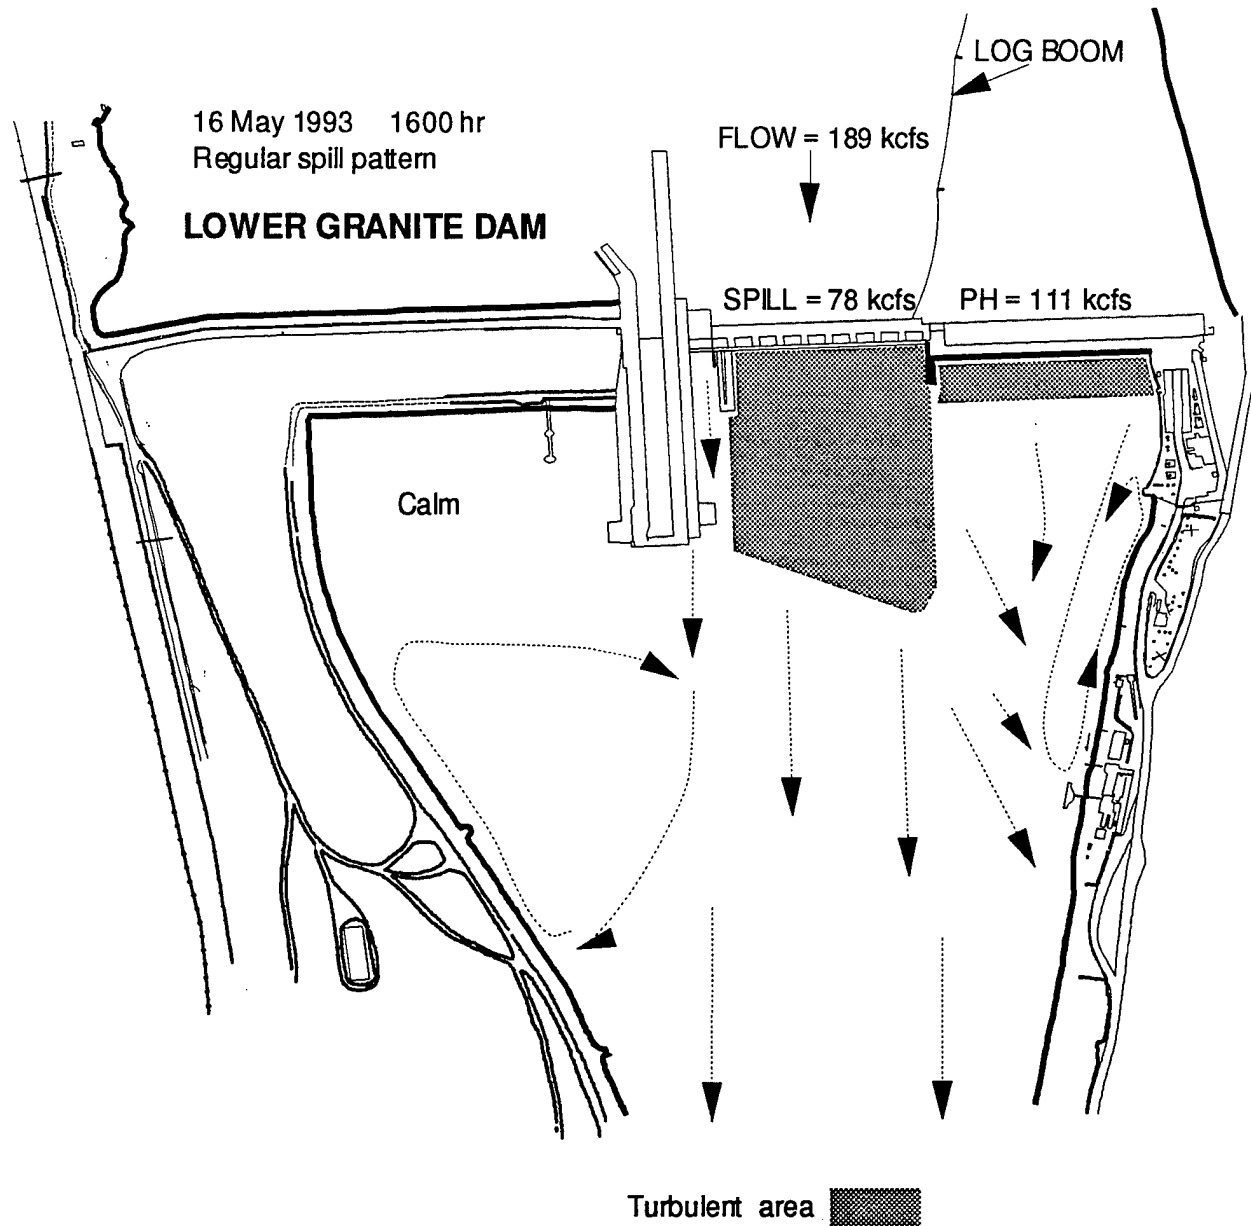 LOG BOOM
16 May 1993 1600 hr
FLOW = 189 kcfs
Regular spill pattern
LOWER GRANITE DAM
SPILL = 78 kcfs PH = 111 kcfs
Calm
Turbulent area